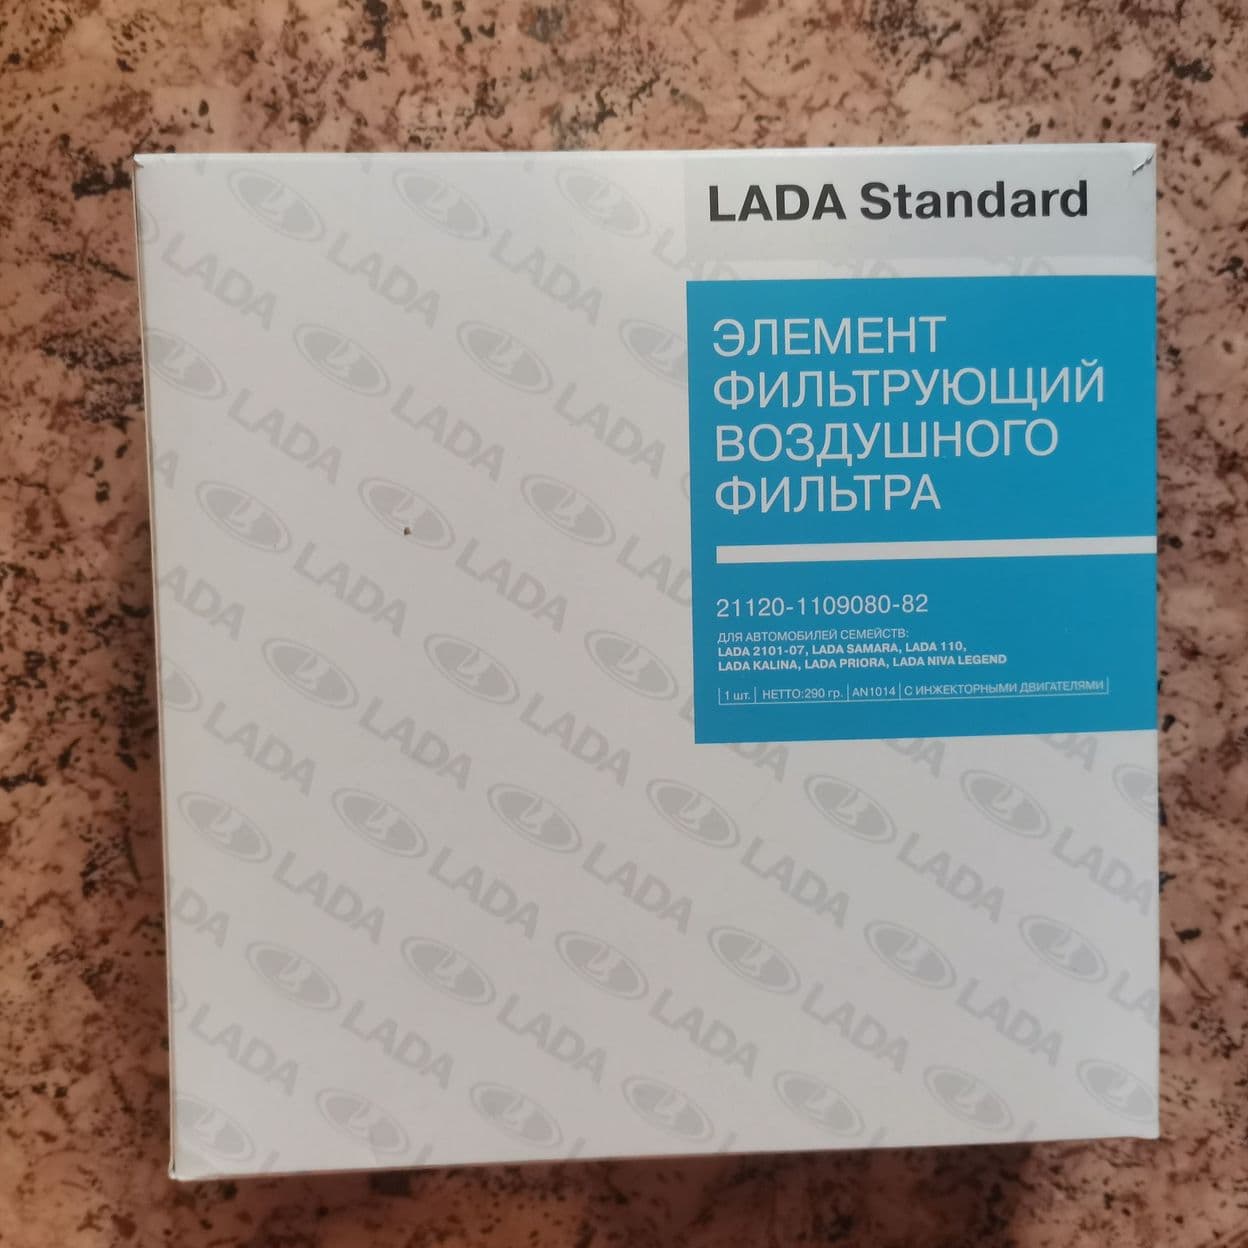 LADA Standard
ЭЛЕМЕНТ
ФИЛЬТРУЮЩИЙ
ВОЗДУШНОГО
ФИЛЬТРА
21120-1109080-82
ДЛЯ АВТОМОБИЛЕЙ СЕМЕЙСТВ:
LADA 2101-07, LADA SAMARA, LADA 110,
LADA KALINA, LADA PRIORA, LADA NIVA LEGEND
1 шт. | НЕТТО:290 гр. | AN1014 | С ИНЖЕКТОРНЫМИ ДВИГАТЕЛЯМИ